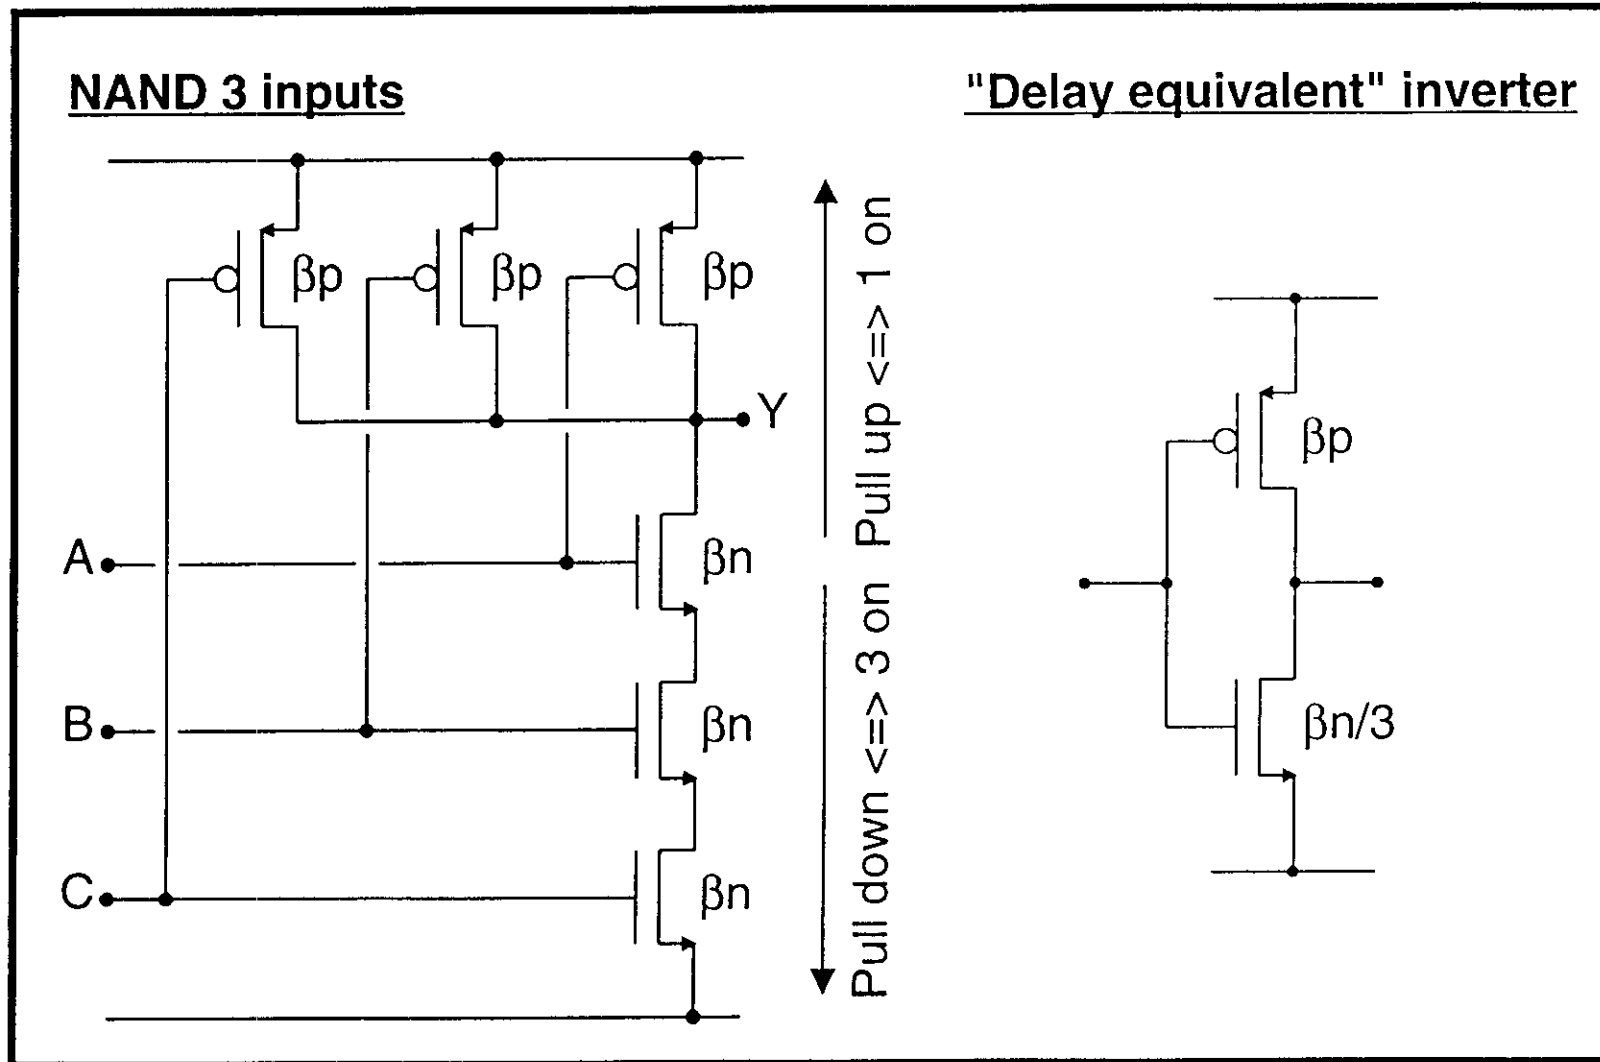 NAND 3 inputs
"Delay equivalent" inverter
βp
βp
βp
Y
A
βn
B
βn
C
βn
Pull down <=> 3 on Pull up <=> 1 on
βp
βn/3